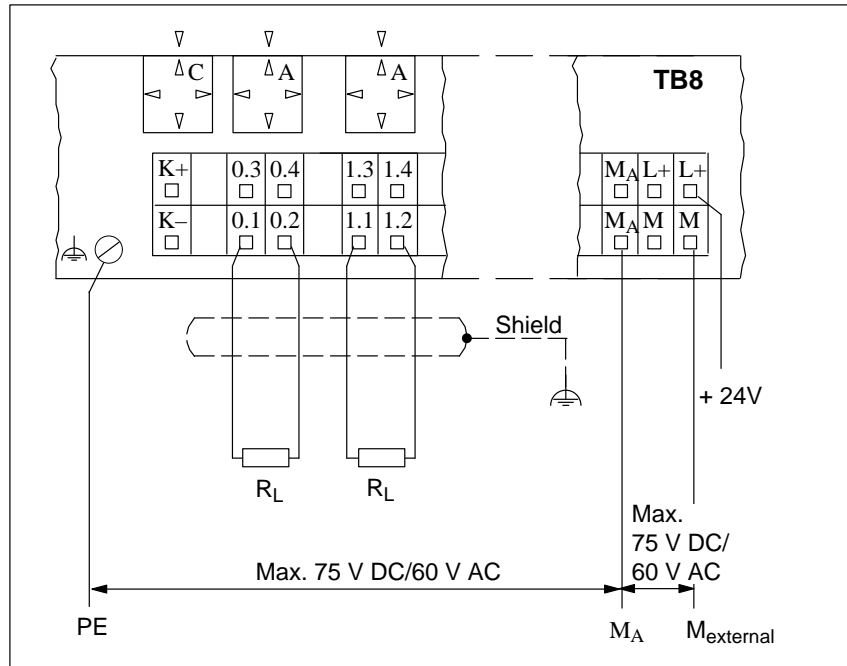 C A A TB8
K+ 0.3 0.4 1.3 1.4 MA L+ L+
K– 0.1 0.2 1.1 1.2 MA M M
Shield
+ 24V
RL RL
Max.
75 V DC/
60 V AC
Max. 75 V DC/60 V AC
PE MA Mexternal